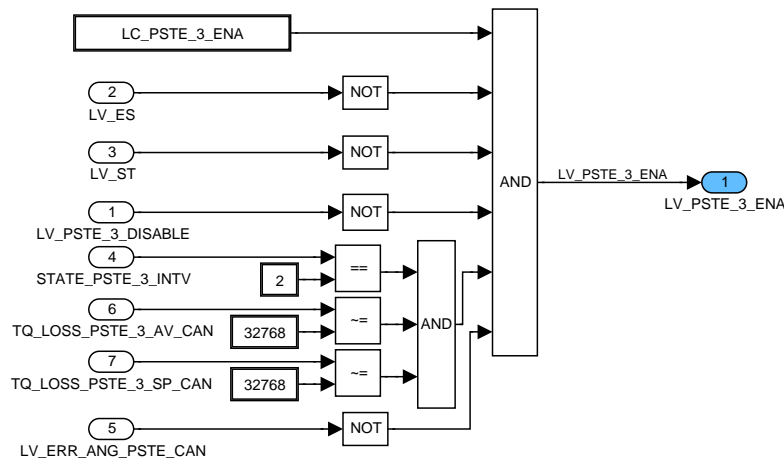 LC_PSTE_3_ENA
2
NOT
LV_ES
3
NOT
LV_ST
AND
LV_PSTE_3_ENA
1
LV_PSTE_3_ENA
1
NOT
LV_PSTE_3_DISABLE
4
==
STATE_PSTE_3_INTV
2
6
~=
AND
TQ_LOSS_PSTE_3_AV_CAN
32768
7
~=
TQ_LOSS_PSTE_3_SP_CAN
32768
5
NOT
LV_ERR_ANG_PSTE_CAN